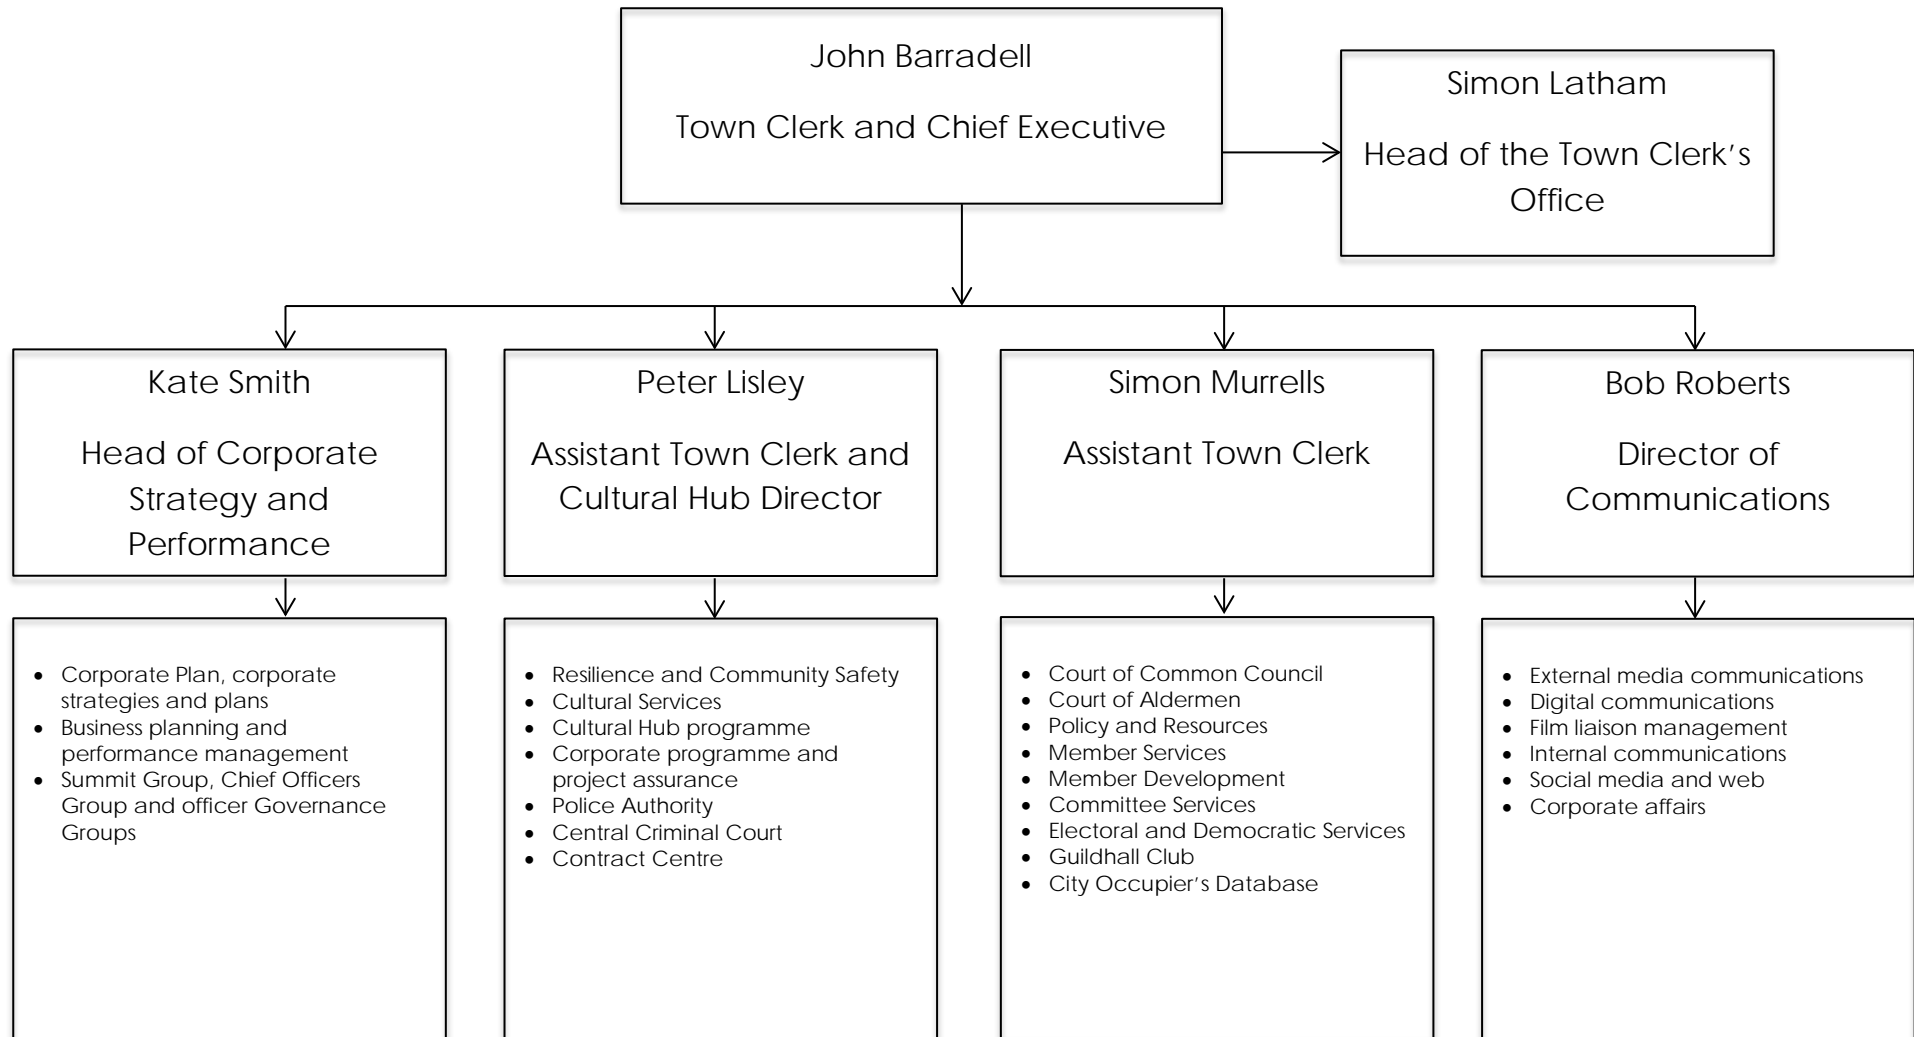 John Barradell
Town Clerk and Chief Executive
Simon Latham
Head of the Town Clerk’s
Office
Kate Smith
Head of Corporate
Strategy and
Performance
Peter Lisley
Assistant Town Clerk and
Cultural Hub Director
Simon Murrells
Assistant Town Clerk
Bob Roberts
Director of
Communications
• Corporate Plan, corporate
strategies and plans
• Business planning and
performance management
• Summit Group, Chief Officers
Group and officer Governance
Groups
• Resilience and Community Safety
• Cultural Services
• Cultural Hub programme
• Corporate programme and
project assurance
• Police Authority
• Central Criminal Court
• Contract Centre
• Court of Common Council
• Court of Aldermen
• Policy and Resources
• Member Services
• Member Development
• Committee Services
• Electoral and Democratic Services
• Guildhall Club
• City Occupier’s Database
• External media communications
• Digital communications
• Film liaison management
• Internal communications
• Social media and web
• Corporate affairs